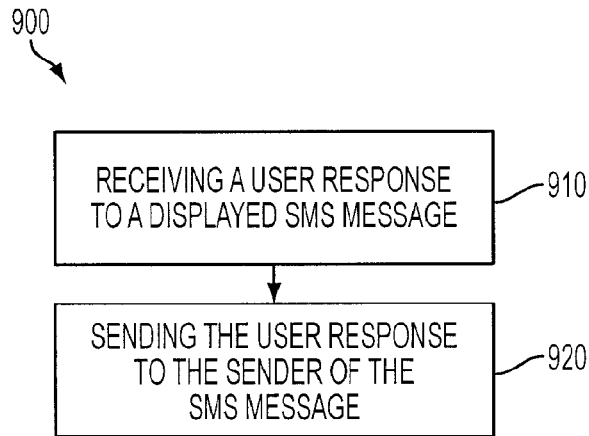 900
RECEIVING A USER RESPONSE
TO A DISPLAYED SMS MESSAGE
910
SENDING THE USER RESPONSE
TO THE SENDER OF THE
SMS MESSAGE
920